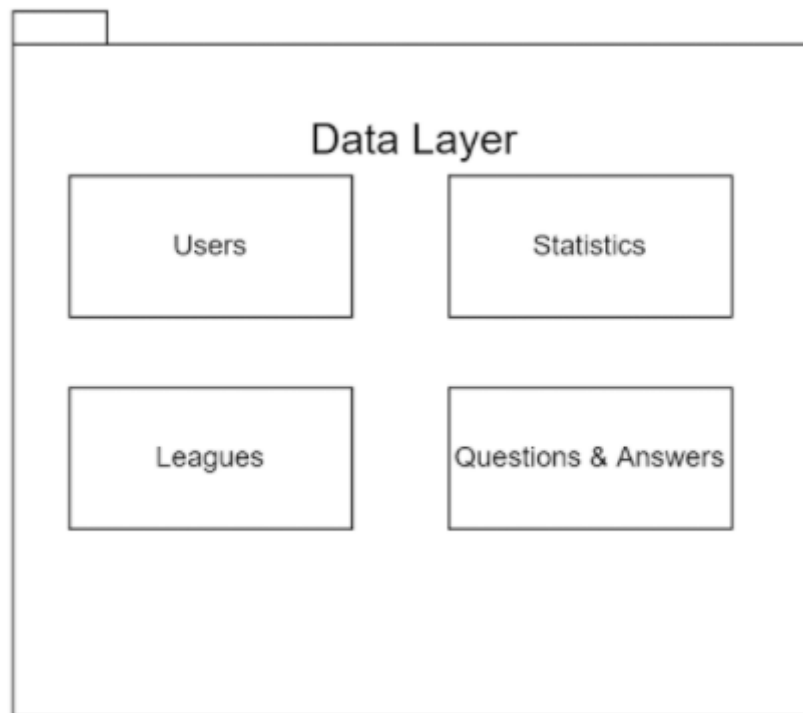 Data Layer
Users
Statistics
Leagues
Questions & Answers